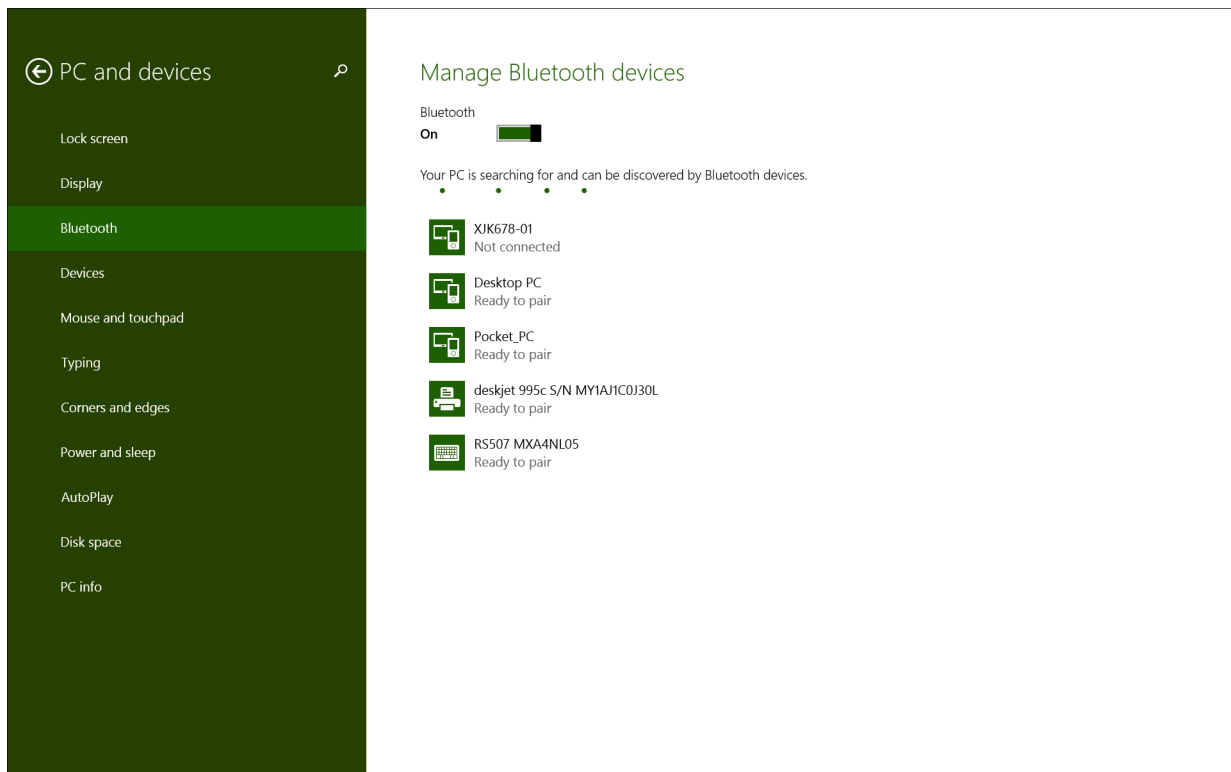 PC and devices
Lock screen
Display
Bluetooth
Devices
Mouse and touchpad
Typing
Corners and edges
Power and sleep
AutoPlay
Disk space
PC info
Manage Bluetooth devices
Bluetooth
On
Your PC is searching for and can be discovered by Bluetooth devices.
XJK678-01
Not connected
Desktop PC
Ready to pair
Pocket_PC
Ready to pair
deskjet 995c S/N MY1AJ1C0J30L
Ready to pair
RS507 MXA4NL05
Ready to pair